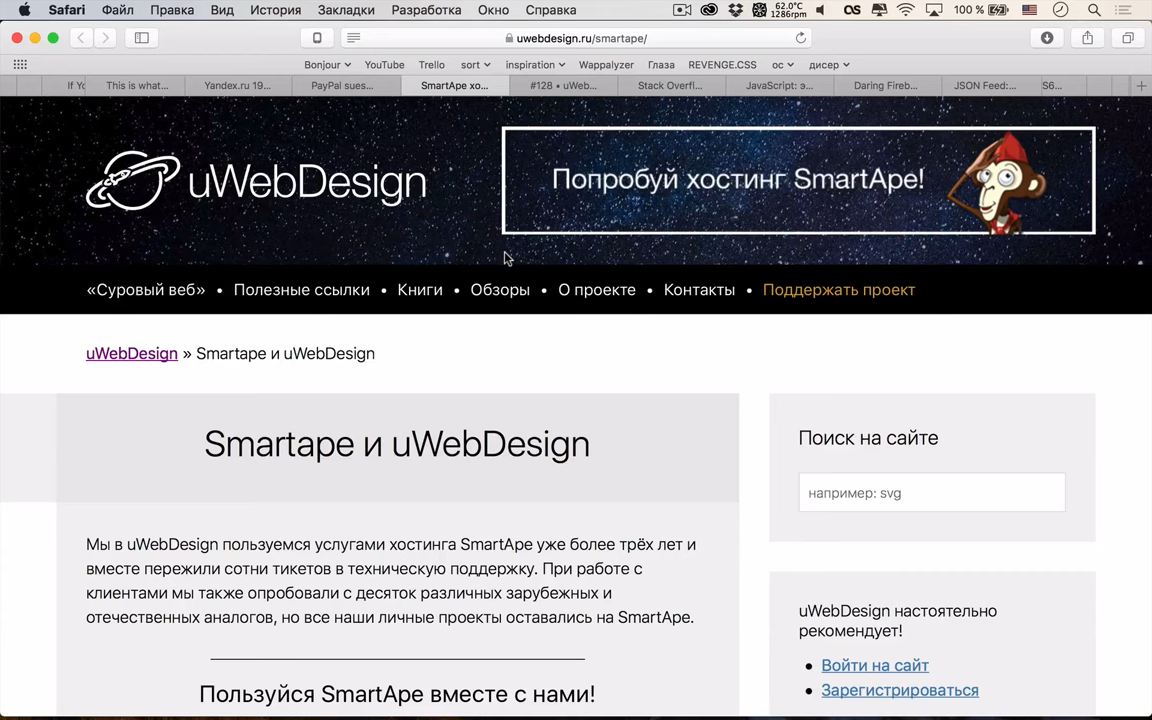 Safari Файл Правка Вид История Закладки Разработка Окно Справка 62.0°C 1286rpm 100 %
uwebdesign.ru/smartape/
Bonjour YouTube Trello sort inspiration Wappalyzer Глаза REVENGE.CSS ос дисер
If Yo This is what... Yandex.ru 19... PayPal sues... SmartApe хо... #128 • uWeb... Stack Overfl... JavaScript: э... Daring Fireb... JSON Feed:... S6...
uWebDesign
Попробуй хостинг SmartApe!
«Суровый веб» • Полезные ссылки • Книги • Обзоры • О проекте • Контакты • Поддержать проект
uWebDesign » Smartape и uWebDesign
Smartape и uWebDesign
Мы в uWebDesign пользуемся услугами хостинга SmartApe уже более трёх лет и
вместе пережили сотни тикетов в техническую поддержку. При работе с
клиентами мы также опробовали с десяток различных зарубежных и
отечественных аналогов, но все наши личные проекты оставались на SmartApe.
Пользуйся SmartApe вместе с нами!
Поиск на сайте
например: svg
uWebDesign настоятельно
рекомендует!
• Войти на сайт
• Зарегистрироваться